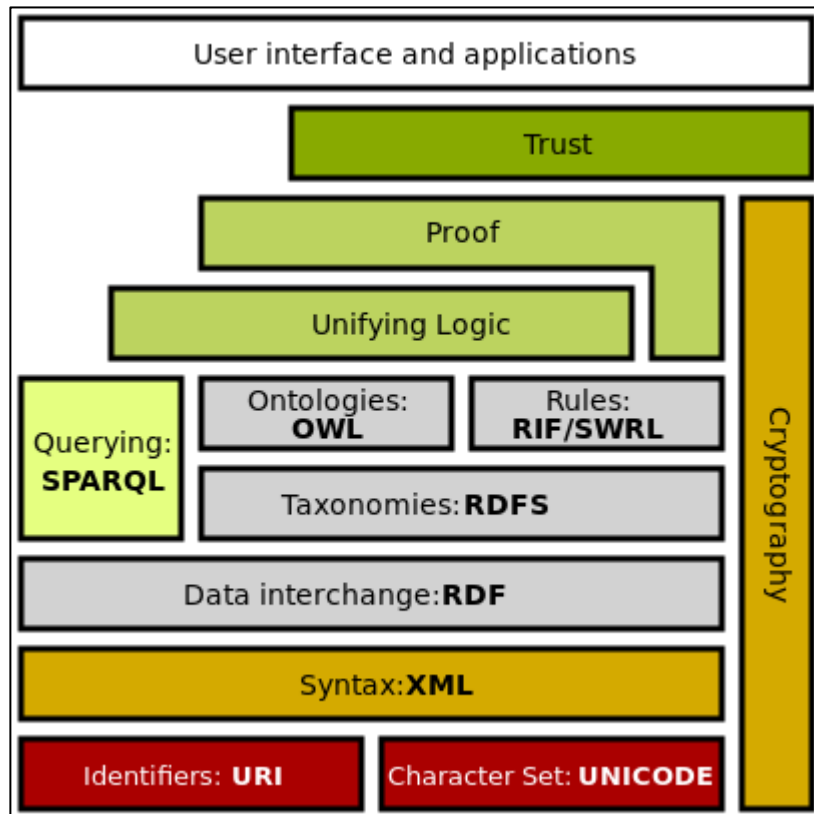 User interface and applications
Trust
Proof
Unifying Logic
Ontologies:
OWL
Rules:
RIF/SWRL
Querying:
SPARQL
Taxonomies:RDFS
Cryptography
Data interchange:RDF
Syntax:XML
Identifiers: URI
Character Set: UNICODE